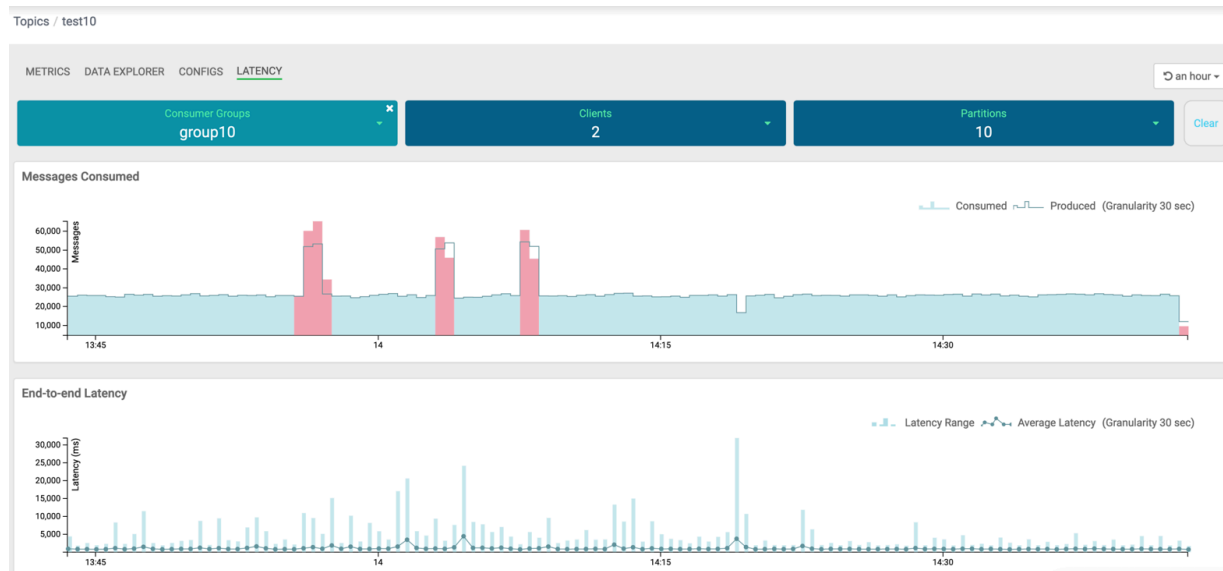 Topics / test10
METRICS DATA EXPLORER CONFIGS LATENCY
an hour
Consumer Groups
group10
Clients
2
Partitions
10
Clear
Messages Consumed
Consumed Produced (Granularity 30 sec)
Messages
60,000
50,000
40,000
30,000
20,000
10,000
13:45 14 14:15 14:30
End-to-end Latency
Latency Range Average Latency (Granularity 30 sec)
Latency (ms)
30,000
25,000
20,000
15,000
10,000
5,000
13:45 14 14:15 14:30